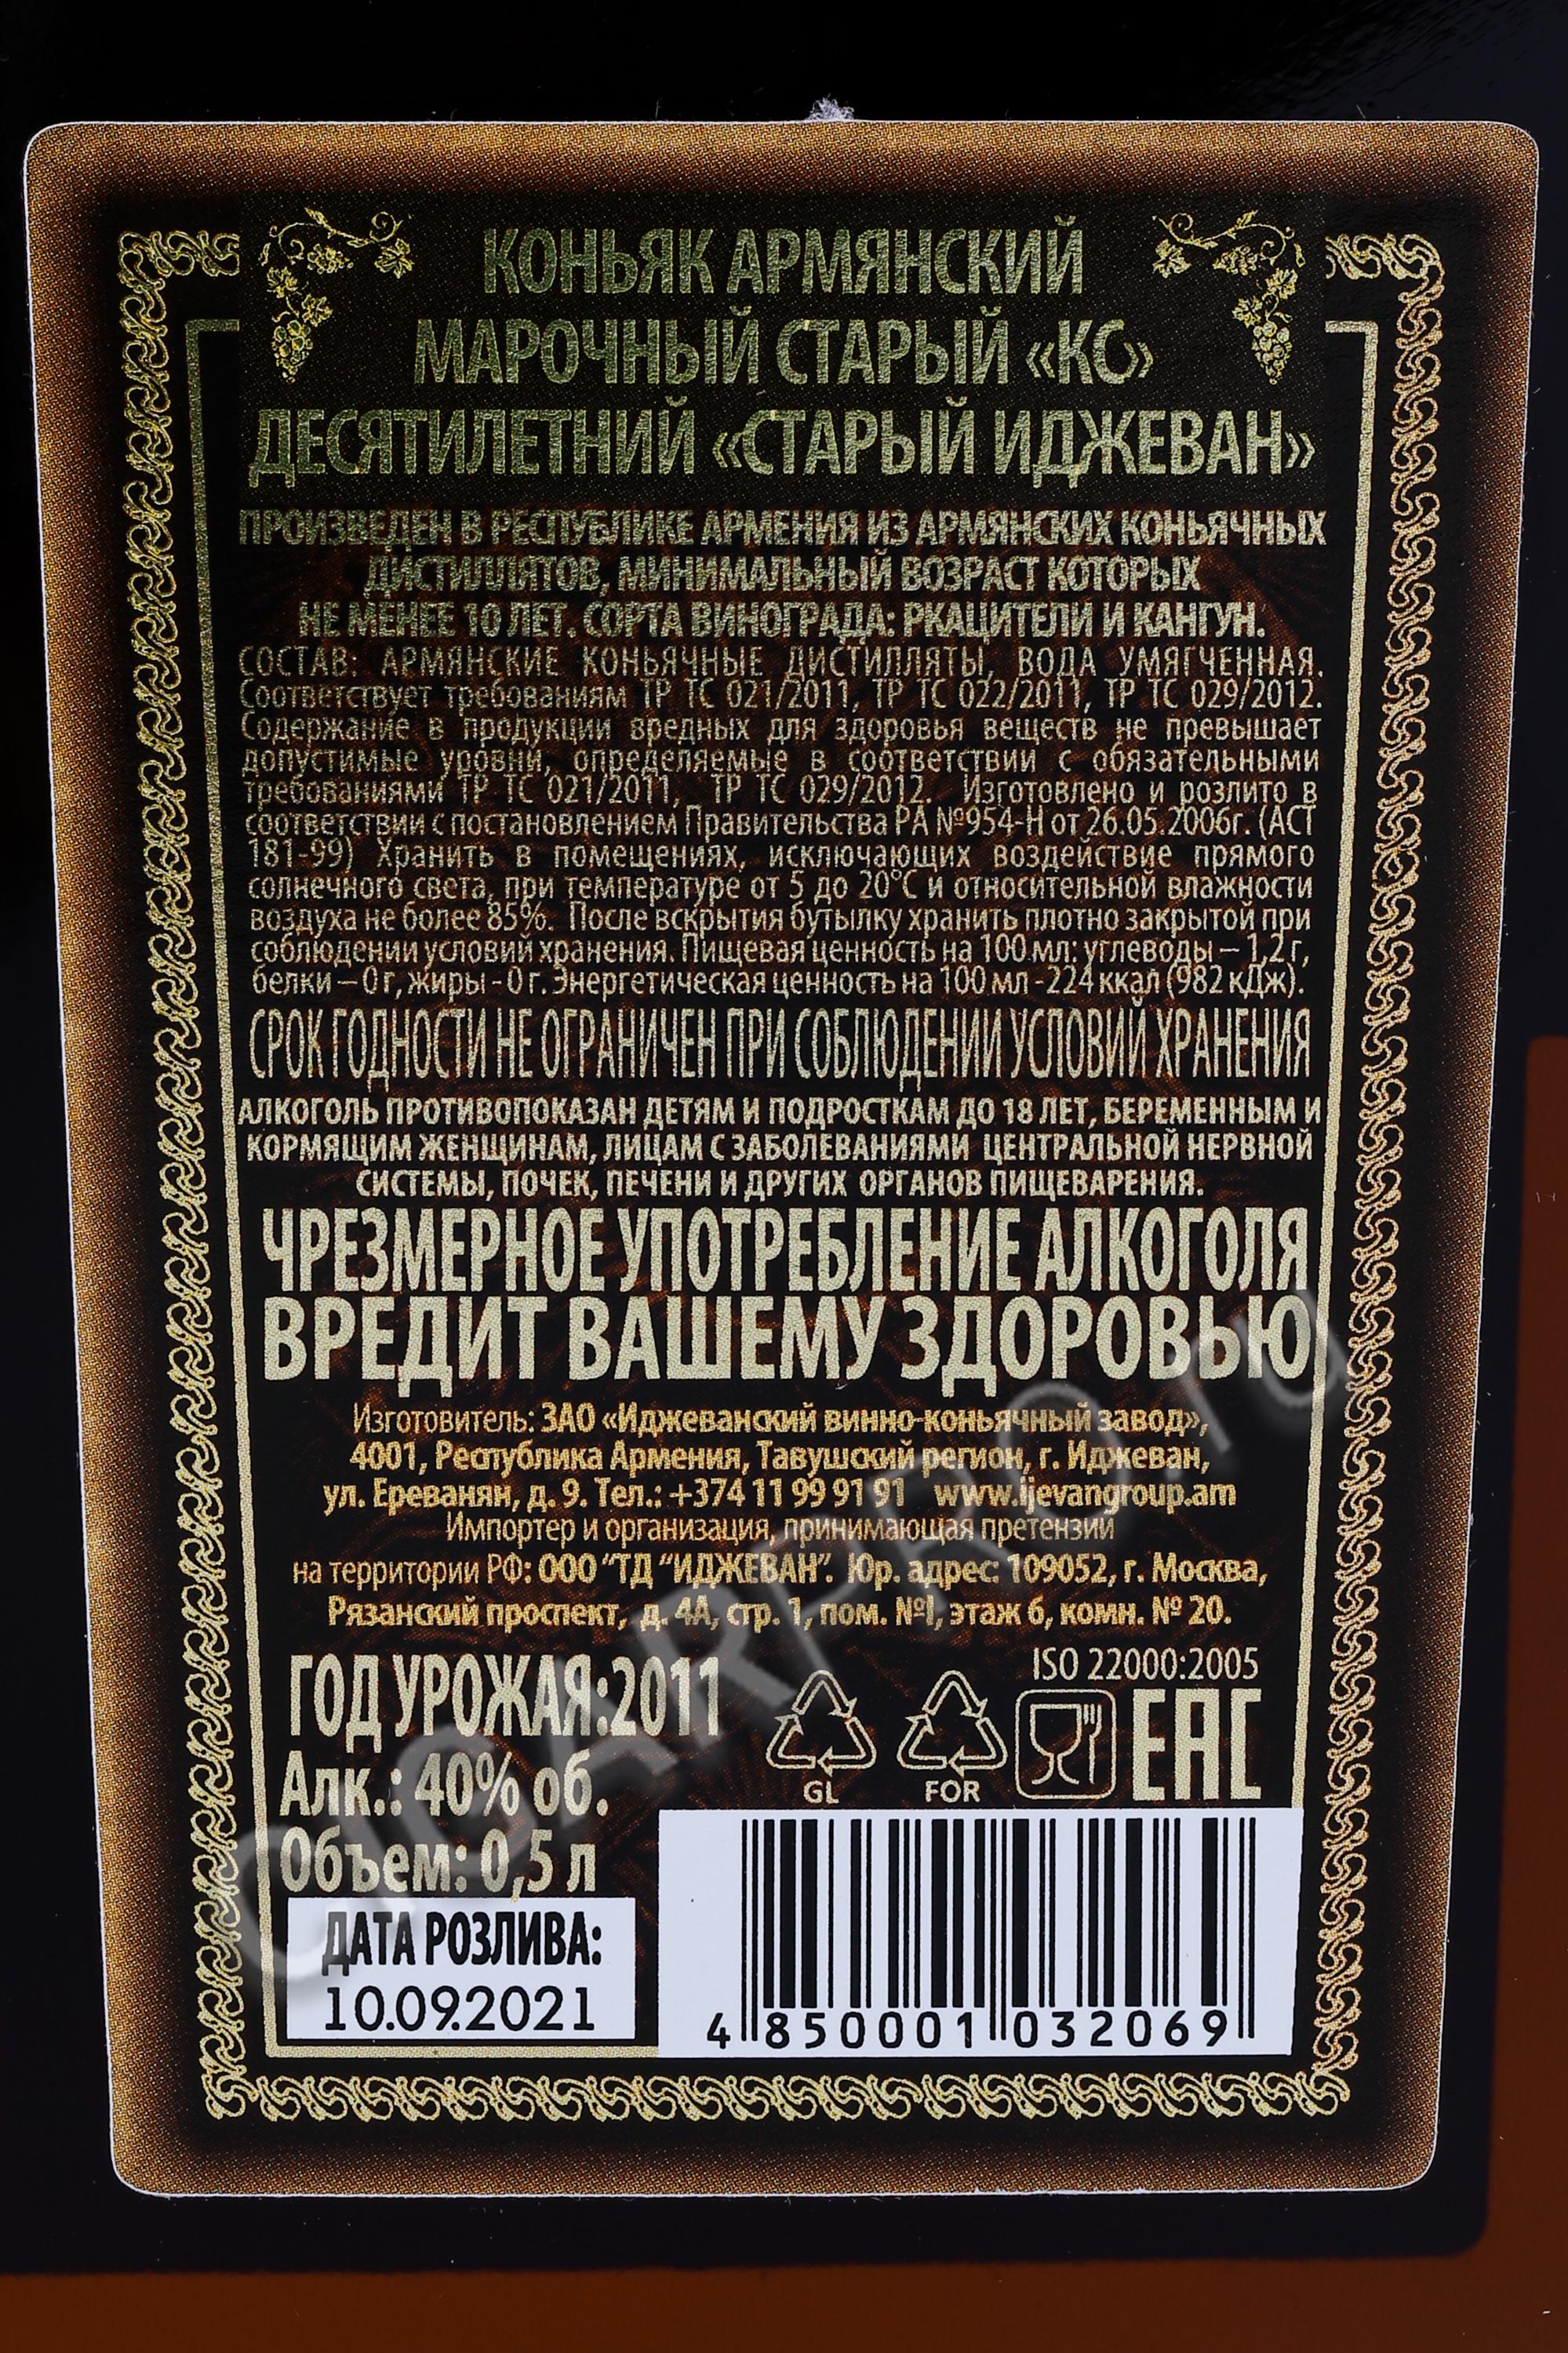 КОНЬЯК АРМЯНСКИЙ
МАРОЧНЫЙ СТАРЫЙ «КС»
ДЕСЯТИЛЕТНИЙ «СТАРЫЙ ИДЖЕВАН»
ПРОИЗВЕДЕН В РЕСПУБЛИКЕ АРМЕНИЯ ИЗ АРМЯНСКИХ КОНЬЯЧНЫХ
ДИСТИЛЛЯТОВ, МИНИМАЛЬНЫЙ ВОЗРАСТ КОТОРЫХ
НЕ МЕНЕЕ 10 ЛЕТ. СОРТА ВИНОГРАДА: РКАЦИТЕЛИ И КАНГУН.
СОСТАВ: АРМЯНСКИЕ КОНЬЯЧНЫЕ ДИСТИЛЛЯТЫ, ВОДА УМЯГЧЕННАЯ.
Соответствует требованиям ТР ТС 021/2011, ТР ТС 022/2011, ТР ТС 029/2012.
Содержание в продукции вредных для здоровья веществ не превышает
допустимые уровни, определяемые в соответствии с обязательными
требованиями ТР ТС 021/2011, ТР ТС 029/2012. Изготовлено и розлито в
соответствии с постановлением Правительства РА №954-Н от 26.05.2006г. (АСТ
181-99) Хранить в помещениях, исключающих воздействие прямого
солнечного света, при температуре от 5 до 20°С и относительной влажности
воздуха не более 85%. После вскрытия бутылку хранить плотно закрытой при
соблюдении условий хранения. Пищевая ценность на 100 мл: углеводы – 1,2 г,
белки – 0 г, жиры - 0 г. Энергетическая ценность на 100 мл - 224 ккал (982 кДж).
СРОК ГОДНОСТИ НЕ ОГРАНИЧЕН ПРИ СОБЛЮДЕНИИ УСЛОВИЙ ХРАНЕНИЯ
АЛКОГОЛЬ ПРОТИВОПОКАЗАН ДЕТЯМ И ПОДРОСТКАМ ДО 18 ЛЕТ, БЕРЕМЕННЫМ И
КОРМЯЩИМ ЖЕНЩИНАМ, ЛИЦАМ С ЗАБОЛЕВАНИЯМИ ЦЕНТРАЛЬНОЙ НЕРВНОЙ
СИСТЕМЫ, ПОЧЕК, ПЕЧЕНИ И ДРУГИХ ОРГАНОВ ПИЩЕВАРЕНИЯ.
ЧРЕЗМЕРНОЕ УПОТРЕБЛЕНИЕ АЛКОГОЛЯ
ВРЕДИТ ВАШЕМУ ЗДОРОВЬЮ
Изготовитель: ЗАО «Иджеванский винно-коньячный завод»,
4001, Республика Армения, Тавушский регион, г. Иджеван,
ул. Ереванян, д. 9. Тел.: +374 11 99 91 91 www.ijevangroup.am
Импортер и организация, принимающая претензий
на территории РФ: ООО "ТД "ИДЖЕВАН". Юр. адрес: 109052, г. Москва,
Рязанский проспект, д. 4А, стр. 1, пом. №I, этаж 6, комн. № 20.
ГОД УРОЖАЯ:2011
Алк.: 40% об.
Объем: 0,5 л
ДАТА РОЗЛИВА:
10.09.2021
ISO 22000:2005
GL
FOR
EAC
4 850001 032069
CIGARPRO.ru